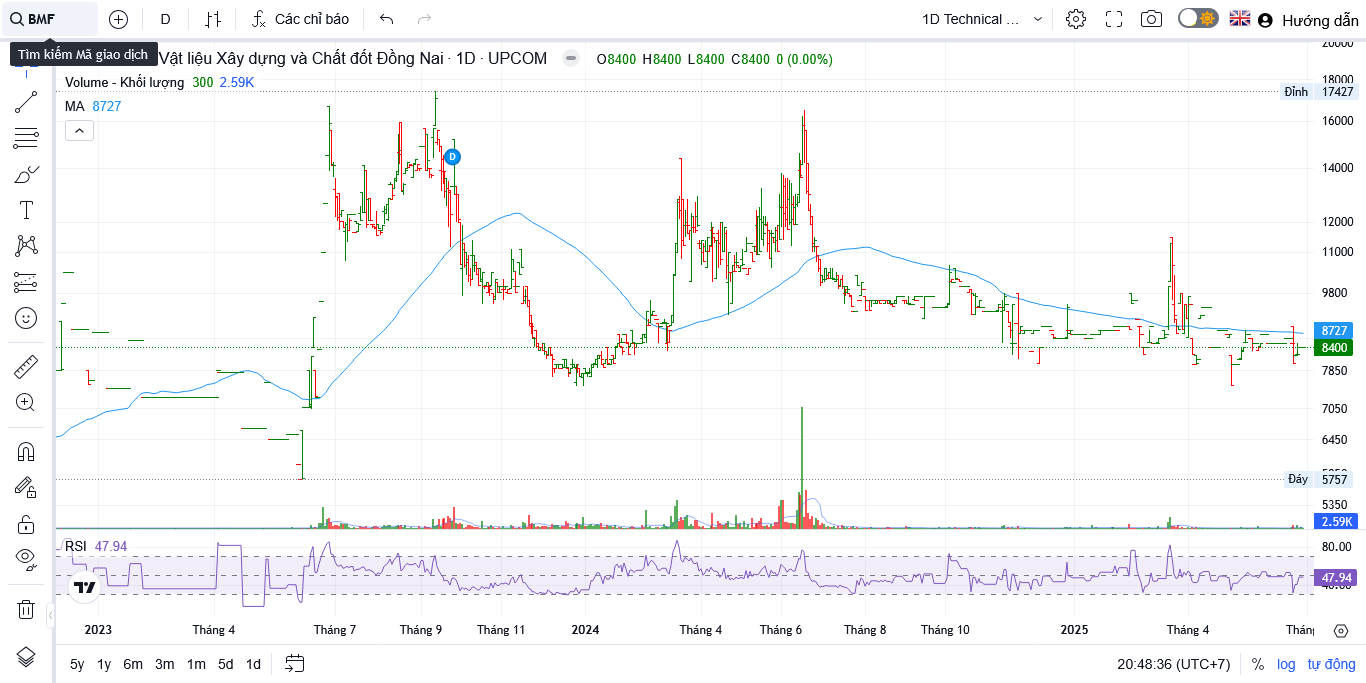 BMF
D
Các chỉ báo
1D Technical ...
Hướng dẫn
Tìm kiếm Mã giao dịch
Vật liệu Xây dựng và Chất đốt Đồng Nai · 1D · UPCOM
O8400 H8400 L8400 C8400 0 (0.00%)
Volume - Khối lượng 300 2.59K
MA 8727
D
20000
18000
Đỉnh 17427
16000
14000
12000
11000
9800
8727
8400
7850
7050
6450
Đáy 5757
5350
2.59K
RSI 47.94
80.00
47.94
40.00
2023 Tháng 4 Tháng 7 Tháng 9 Tháng 11 2024 Tháng 4 Tháng 6 Tháng 8 Tháng 10 2025 Tháng 4 Tháng
5y 1y 6m 3m 1m 5d 1d
20:48:36 (UTC+7) % log tự động